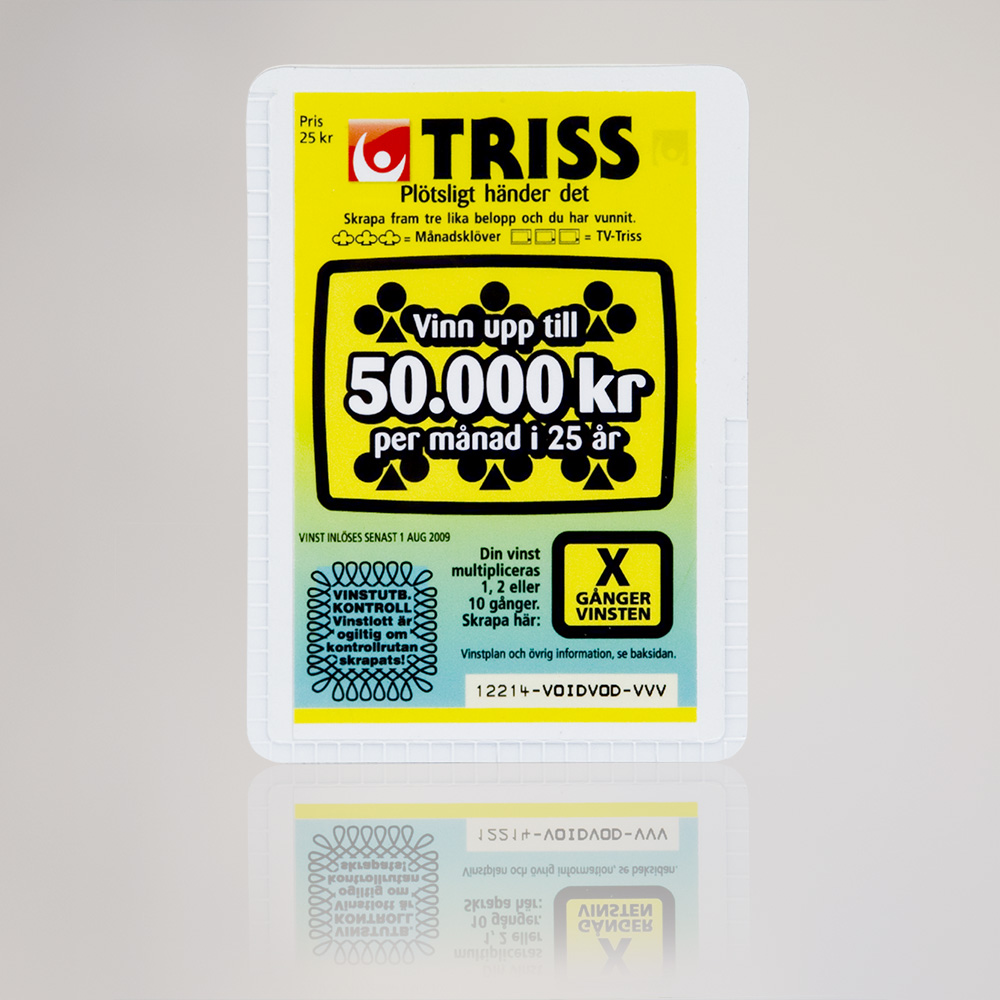 Pris
25 kr
TRISS
Plötsligt händer det
Skrapa fram tre lika belopp och du har vunnit.
= Månadsklöver = TV-Triss
Vinn upp till
50.000 kr
per månad i 25 år
VINST INLÖSES SENAST 1 AUG 2009
Din vinst
multipliceras
1, 2 eller
10 gånger.
Skrapa här:
X
GÅNGER
VINSTEN
VINSTUTB.
KONTROLL
Vinstlott är
ogiltig om
kontrollrutan
skrapats!
Vinstplan och övrig information, se baksidan.
12214-VOIDVOD-VVV